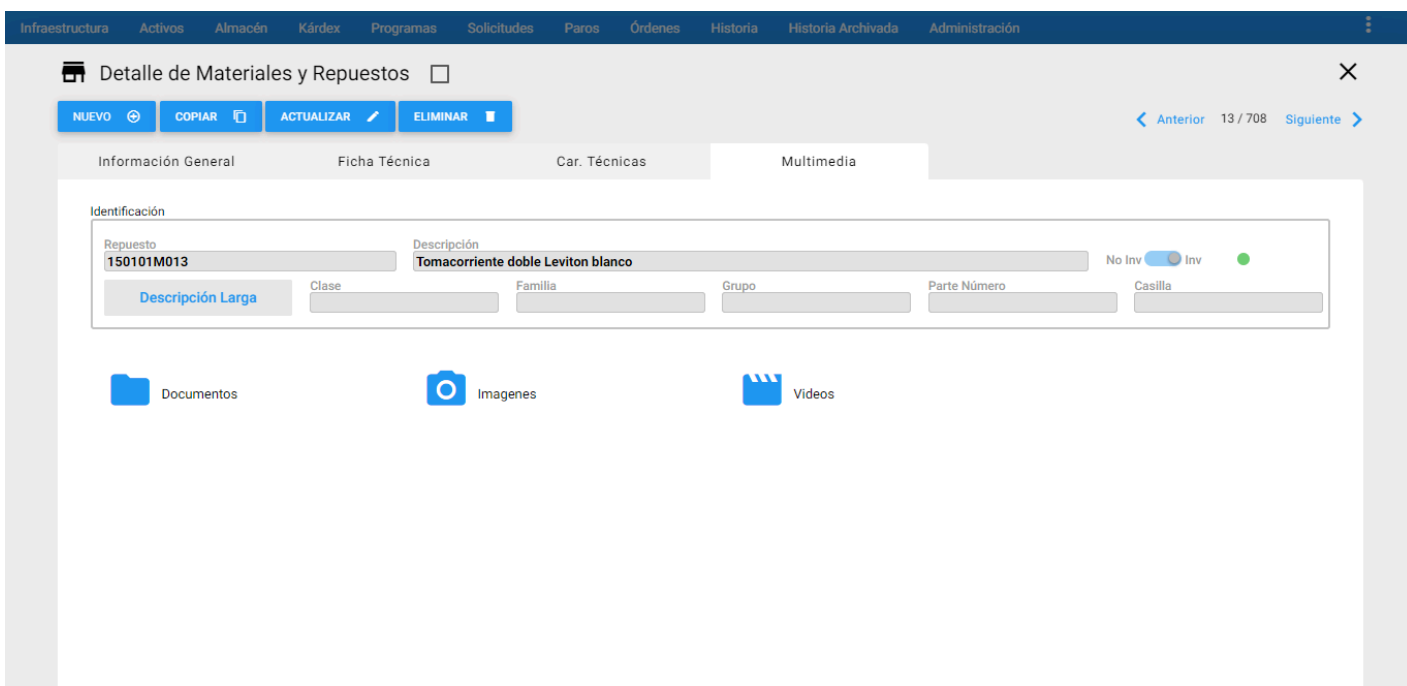 Infraestructura Activos Almacén Kárdex Programas Solicitudes Paros Órdenes Historia Historia Archivada Administración
Detalle de Materiales y Repuestos
NUEVO COPIAR ACTUALIZAR ELIMINAR Anterior 13 / 708 Siguiente
Información General Ficha Técnica Car. Técnicas Multimedia
Identificación
Repuesto Descripción
150101M013 Tomacorriente doble Leviton blanco No Inv Inv
Descripción Larga Clase Familia Grupo Parte Número Casilla
Documentos Imagenes Videos